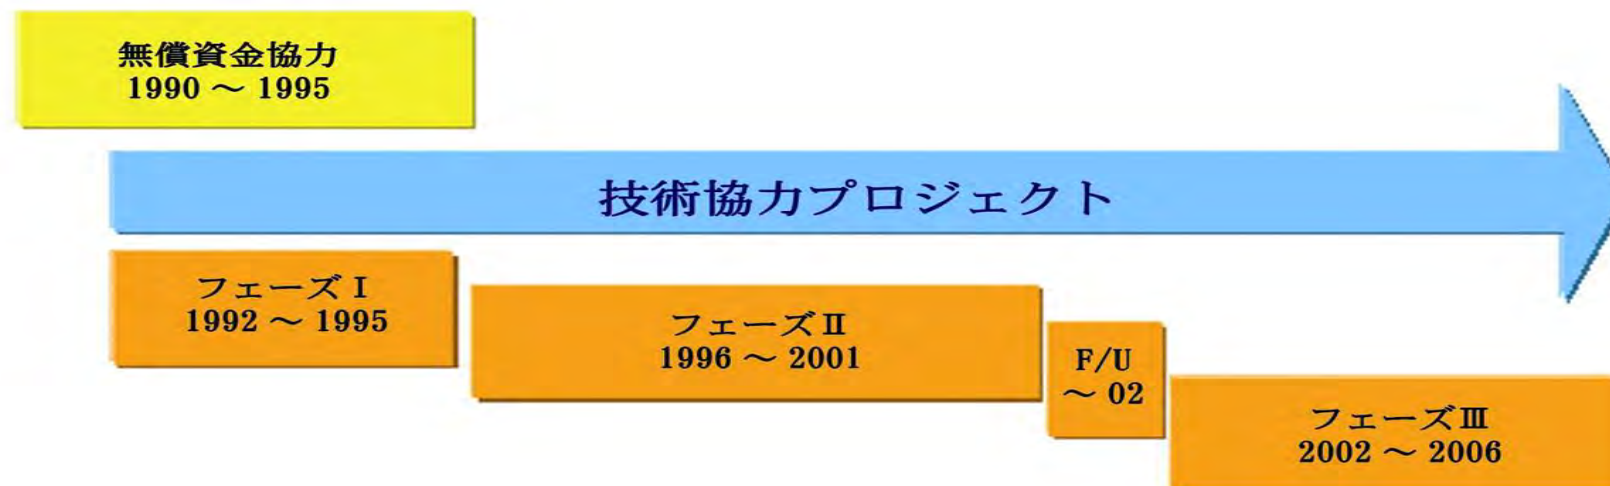 無償資金協力
1990 ～ 1995
技術協力プロジェクト
フェーズⅠ
1992 ～ 1995
フェーズⅡ
1996 ～ 2001
F/U
～ 02
フェーズⅢ
2002 ～ 2006